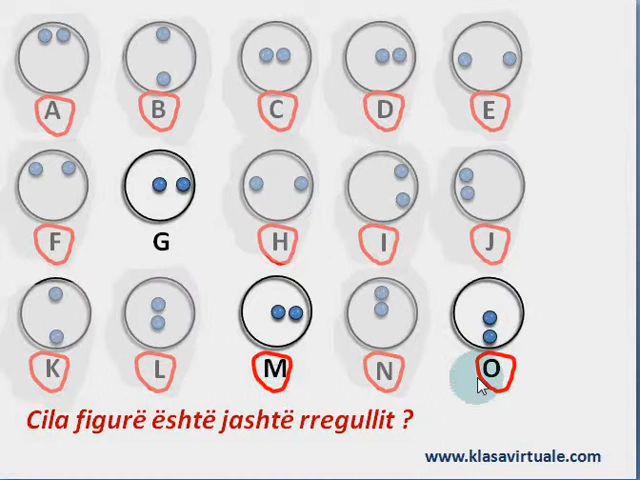 A B C D E
F G H I J
K L M N O
Cila figurë është jashtë rregullit ?
www.klasavirtuale.com